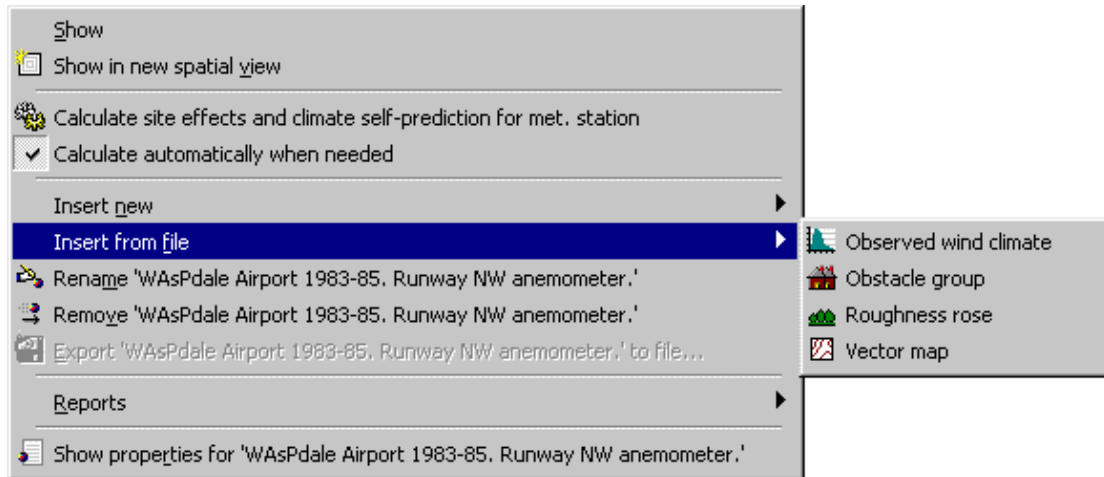 Show
Show in new spatial view
Calculate site effects and climate self-prediction for met. station
Calculate automatically when needed
Insert new
Insert from file
Rename 'WAsPdale Airport 1983-85. Runway NW anemometer.'
Remove 'WAsPdale Airport 1983-85. Runway NW anemometer.'
Export 'WAsPdale Airport 1983-85. Runway NW anemometer.' to file...
Reports
Show properties for 'WAsPdale Airport 1983-85. Runway NW anemometer.'
Observed wind climate
Obstacle group
Roughness rose
Vector map